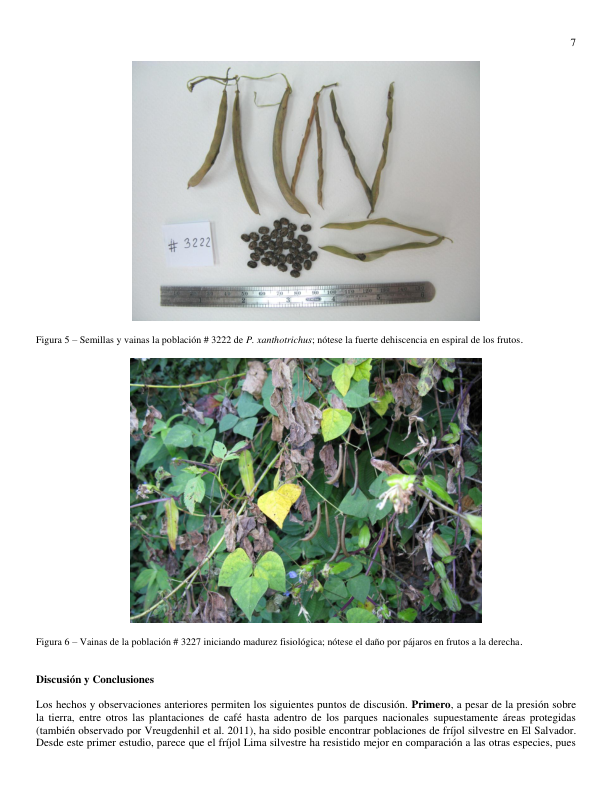 7
# 3222
Figura 5 – Semillas y vainas la población # 3222 de P. xanthotrichus; nótese la fuerte dehiscencia en espiral de los frutos.
Figura 6 – Vainas de la población # 3227 iniciando madurez fisiológica; nótese el daño por pájaros en frutos a la derecha.
Discusión y Conclusiones
Los hechos y observaciones anteriores permiten los siguientes puntos de discusión. Primero, a pesar de la presión sobre
la tierra, entre otros las plantaciones de café hasta adentro de los parques nacionales supuestamente áreas protegidas
(también observado por Vreugdenhil et al. 2011), ha sido posible encontrar poblaciones de fríjol silvestre en El Salvador.
Desde este primer estudio, parece que el fríjol Lima silvestre ha resistido mejor en comparación a las otras especies, pues